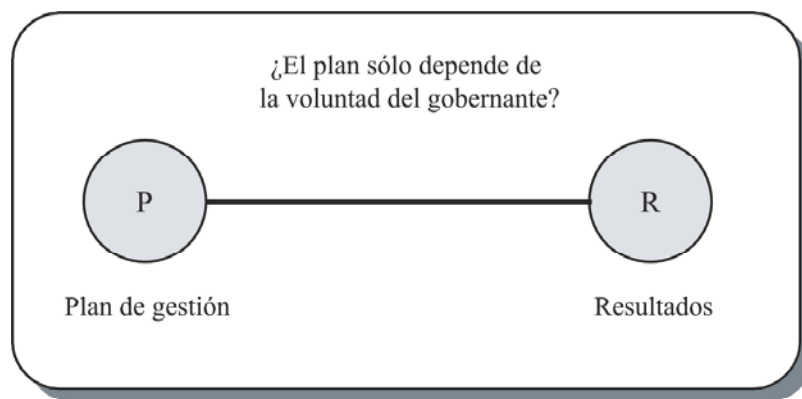 ¿El plan sólo depende de
la voluntad del gobernante?
P
R
Plan de gestión
Resultados